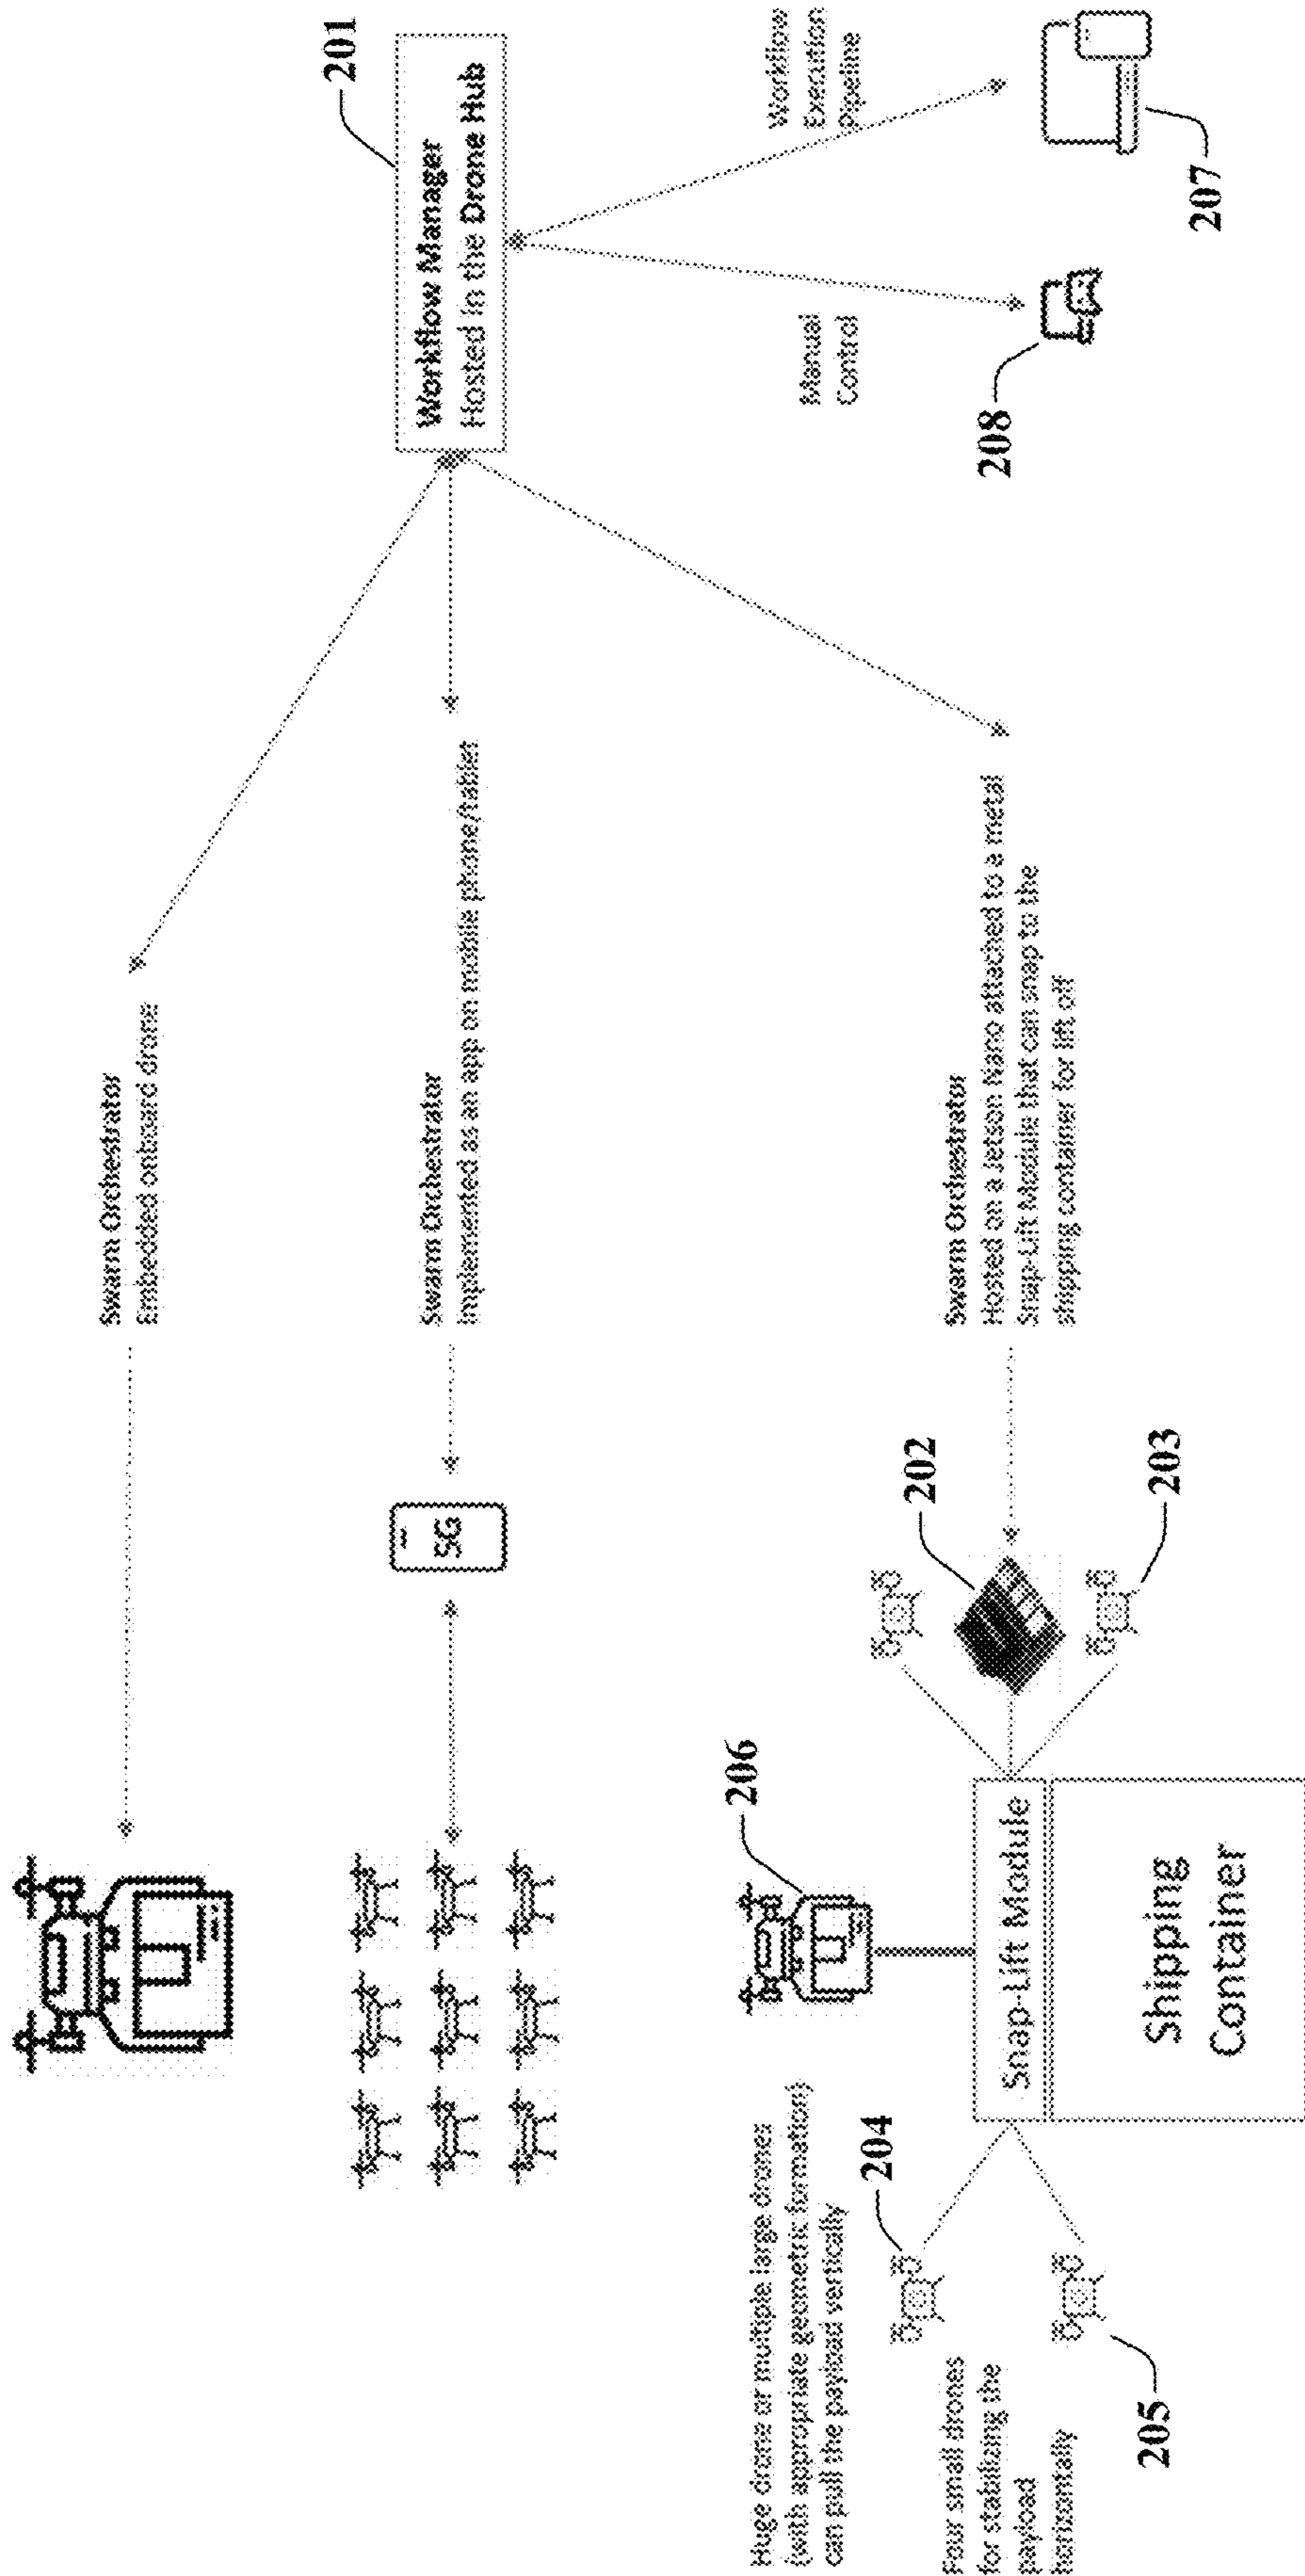 Swarm Orchestrator
Embedded onboard drone
5G
Swarm Orchestrator
Implemented as an app on mobile phone/tablet
201
Workflow Manager
Hosted in the Drone Hub
Huge drone or multiple large drones
(with appropriate geometric formation)
can pull the payload vertically
206
204
Four small drones
for stabilizing the
payload
horizontally
205
Snap-Lift Module
Shipping
Container
202
203
Swarm Orchestrator
Hosted on a Jetson Nano attached to a metal
Snap-Lift Module that can snap to the
shipping container for lift off
Manual
Control
208
Workflow
Execution
Pipeline
207